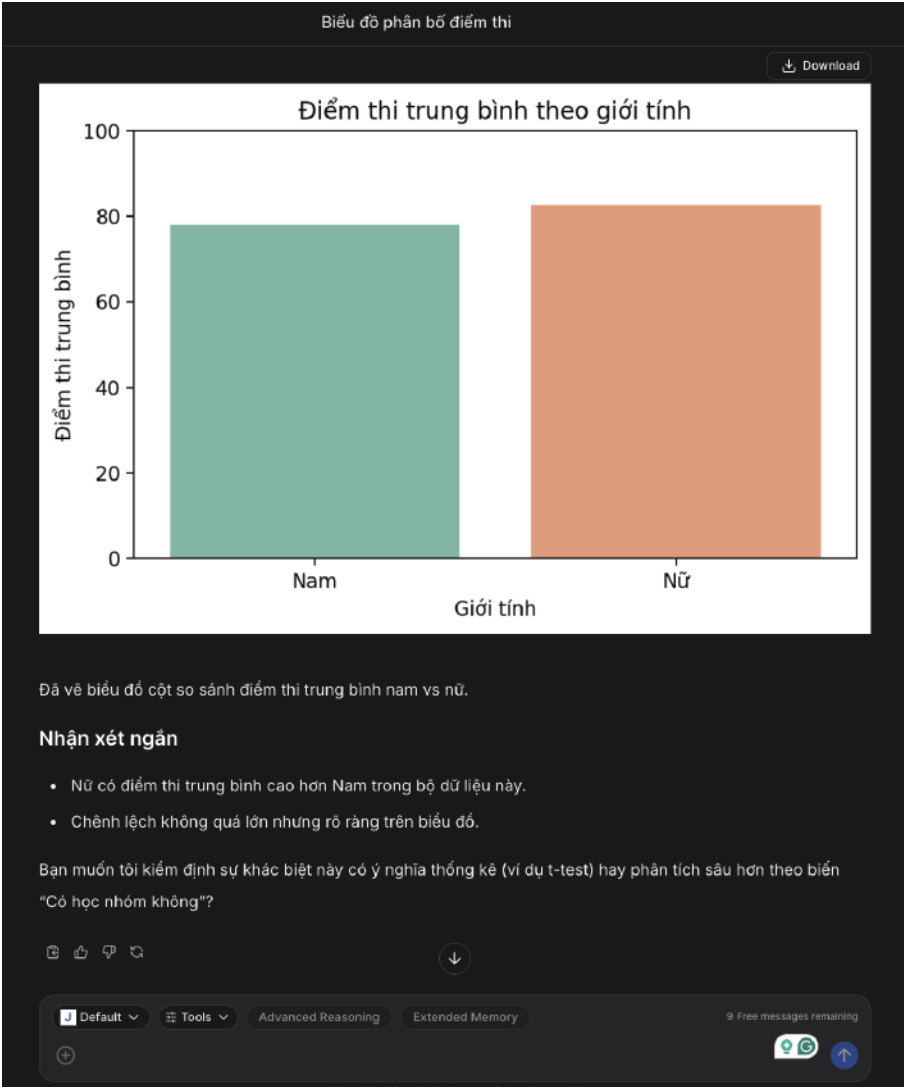 Biểu đồ phân bố điểm thi
Download
Điểm thi trung bình theo giới tính
100
80
60
40
20
0
Điểm thi trung bình
Nam
Nữ
Giới tính
Đã vẽ biểu đồ cột so sánh điểm thi trung bình nam vs nữ.
Nhận xét ngắn
• Nữ có điểm thi trung bình cao hơn Nam trong bộ dữ liệu này.
• Chênh lệch không quá lớn nhưng rõ ràng trên biểu đồ.
Bạn muốn tôi kiểm định sự khác biệt này có ý nghĩa thống kê (ví dụ t-test) hay phân tích sâu hơn theo biến
“Có học nhóm không”?
J Default
Tools
Advanced Reasoning
Extended Memory
9 Free messages remaining